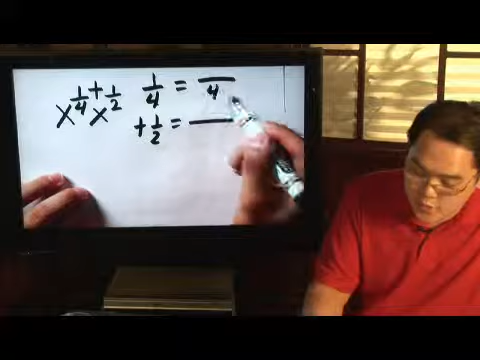 x^{1/4} + x^{1/2}
1/4 = —/4
+ 1/2 = —